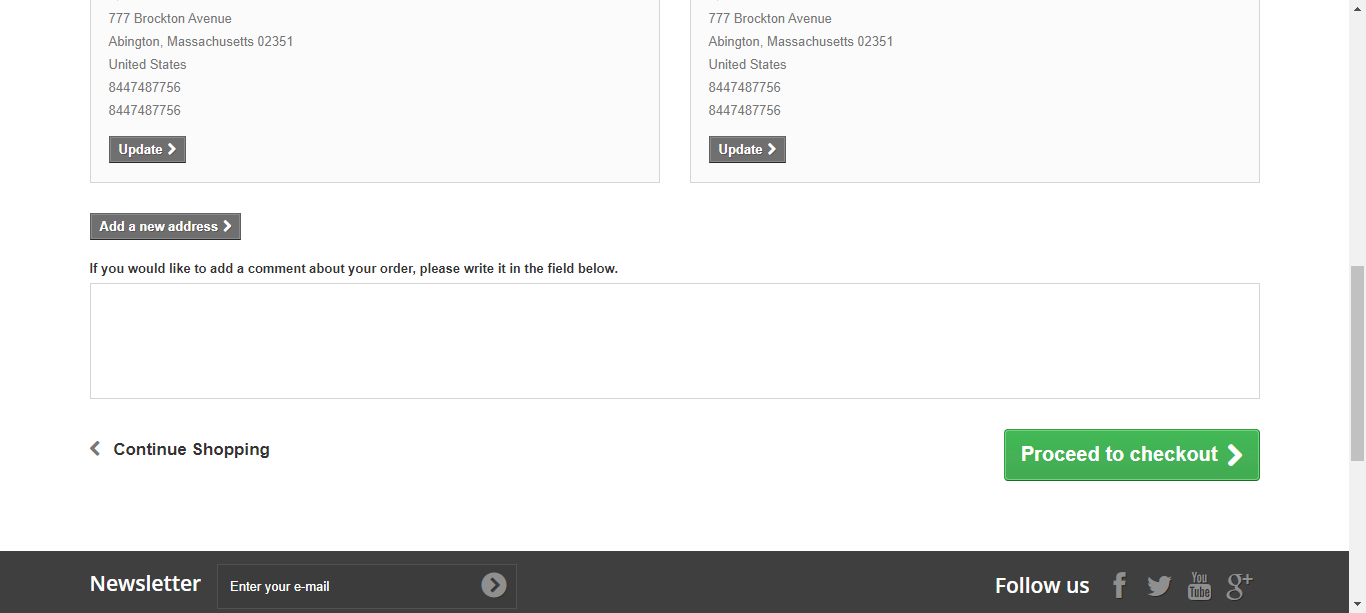 777 Brockton Avenue
Abington, Massachusetts 02351
United States
8447487756
8447487756
Update
777 Brockton Avenue
Abington, Massachusetts 02351
United States
8447487756
8447487756
Update
Add a new address
If you would like to add a comment about your order, please write it in the field below.
Continue Shopping
Proceed to checkout
Newsletter
Enter your e-mail
Follow us
You
Tube
g+